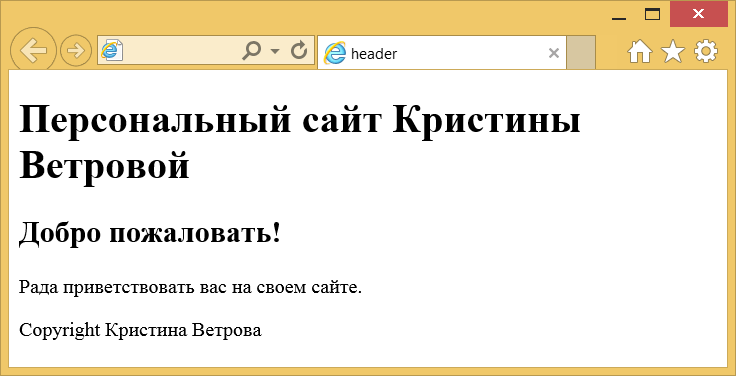 header
Персональный сайт Кристины
Ветровой
Добро пожаловать!
Рада приветствовать вас на своем сайте.
Copyright Кристина Ветрова